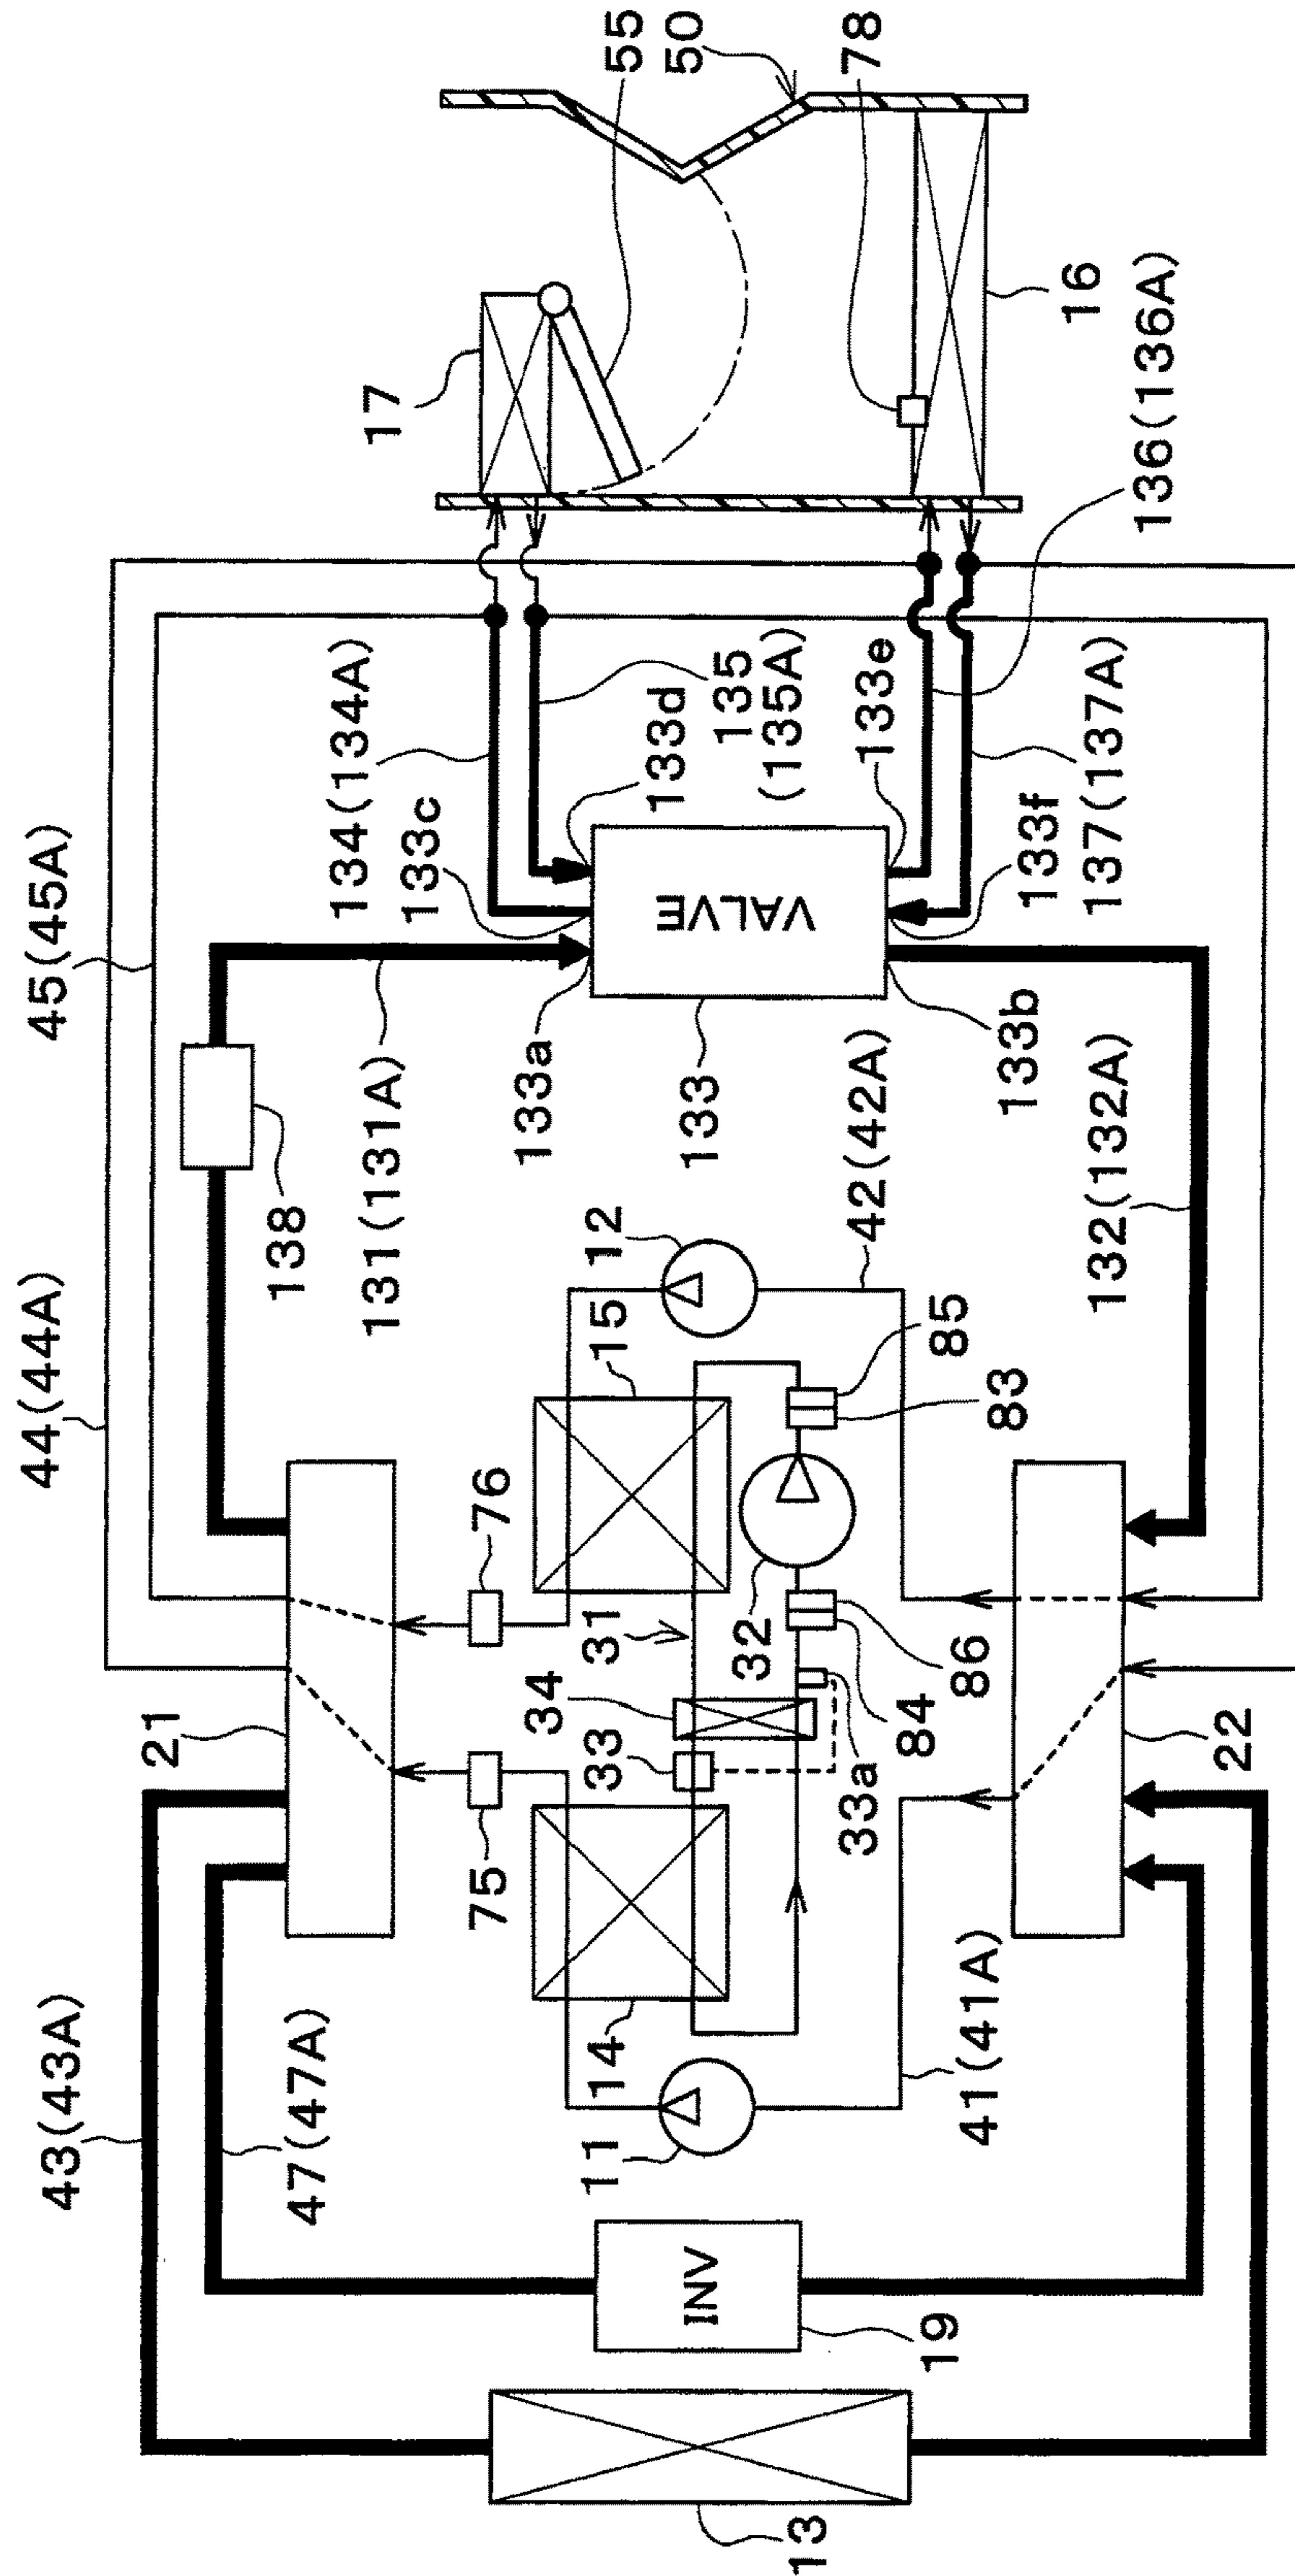 43(43A)
47(47A)
44(44A)
45(45A)
21
138
131(131A)
134(134A)
133c
17
75
76
15
12
133a
133
VALVE
133d
135
(135A)
55
50
14
11
INV
19
13
33
34
31
32
33a
84
86
83
85
41(41A)
42(42A)
22
132(132A)
133b
133f
137(137A)
133e
136(136A)
16
78